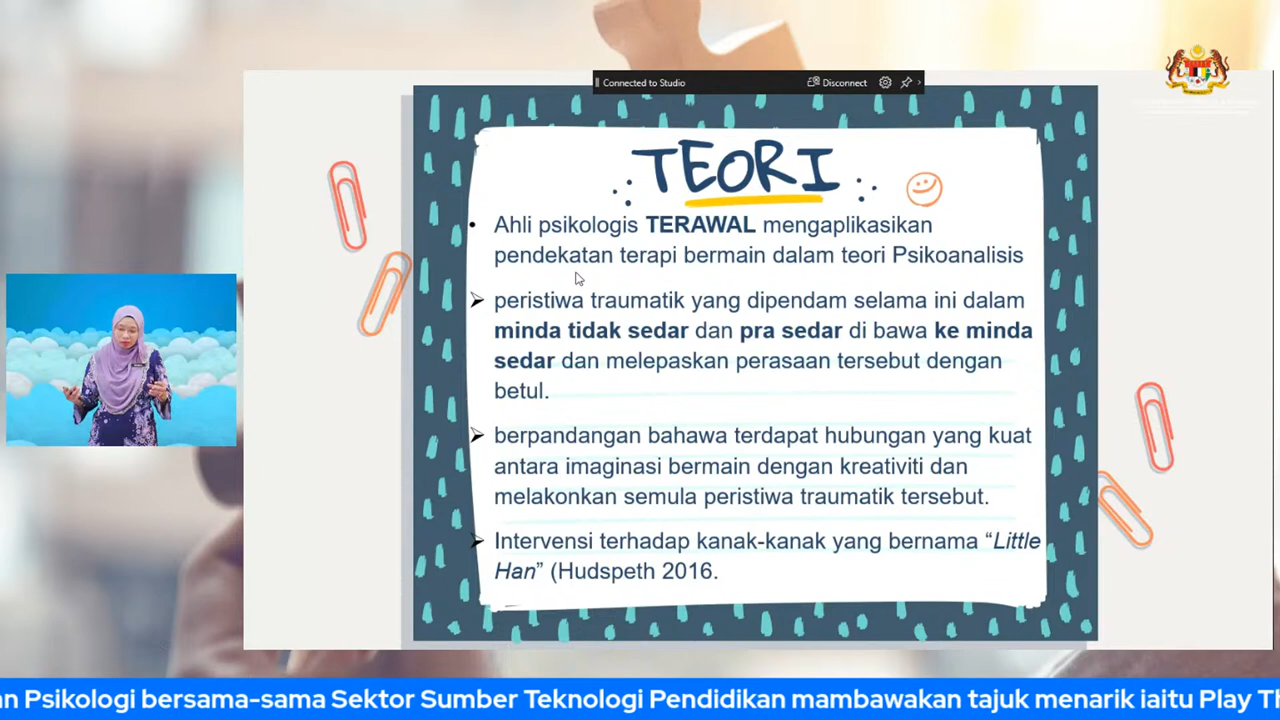 Connected to Studio
Disconnect
TEORI
• Ahli psikologis TERAWAL mengaplikasikan
pendekatan terapi bermain dalam teori Psikoanalisis
➢ peristiwa traumatik yang dipendam selama ini dalam
minda tidak sedar dan pra sedar di bawa ke minda
sedar dan melepaskan perasaan tersebut dengan
betul.
➢ berpandangan bahawa terdapat hubungan yang kuat
antara imaginasi bermain dengan kreativiti dan
melakonkan semula peristiwa traumatik tersebut.
➢ Intervensi terhadap kanak-kanak yang bernama “Little
Han” (Hudspeth 2016.
Psikologi bersama-sama Sektor Sumber Teknologi Pendidikan mambawakan tajuk menarik iaitu Play